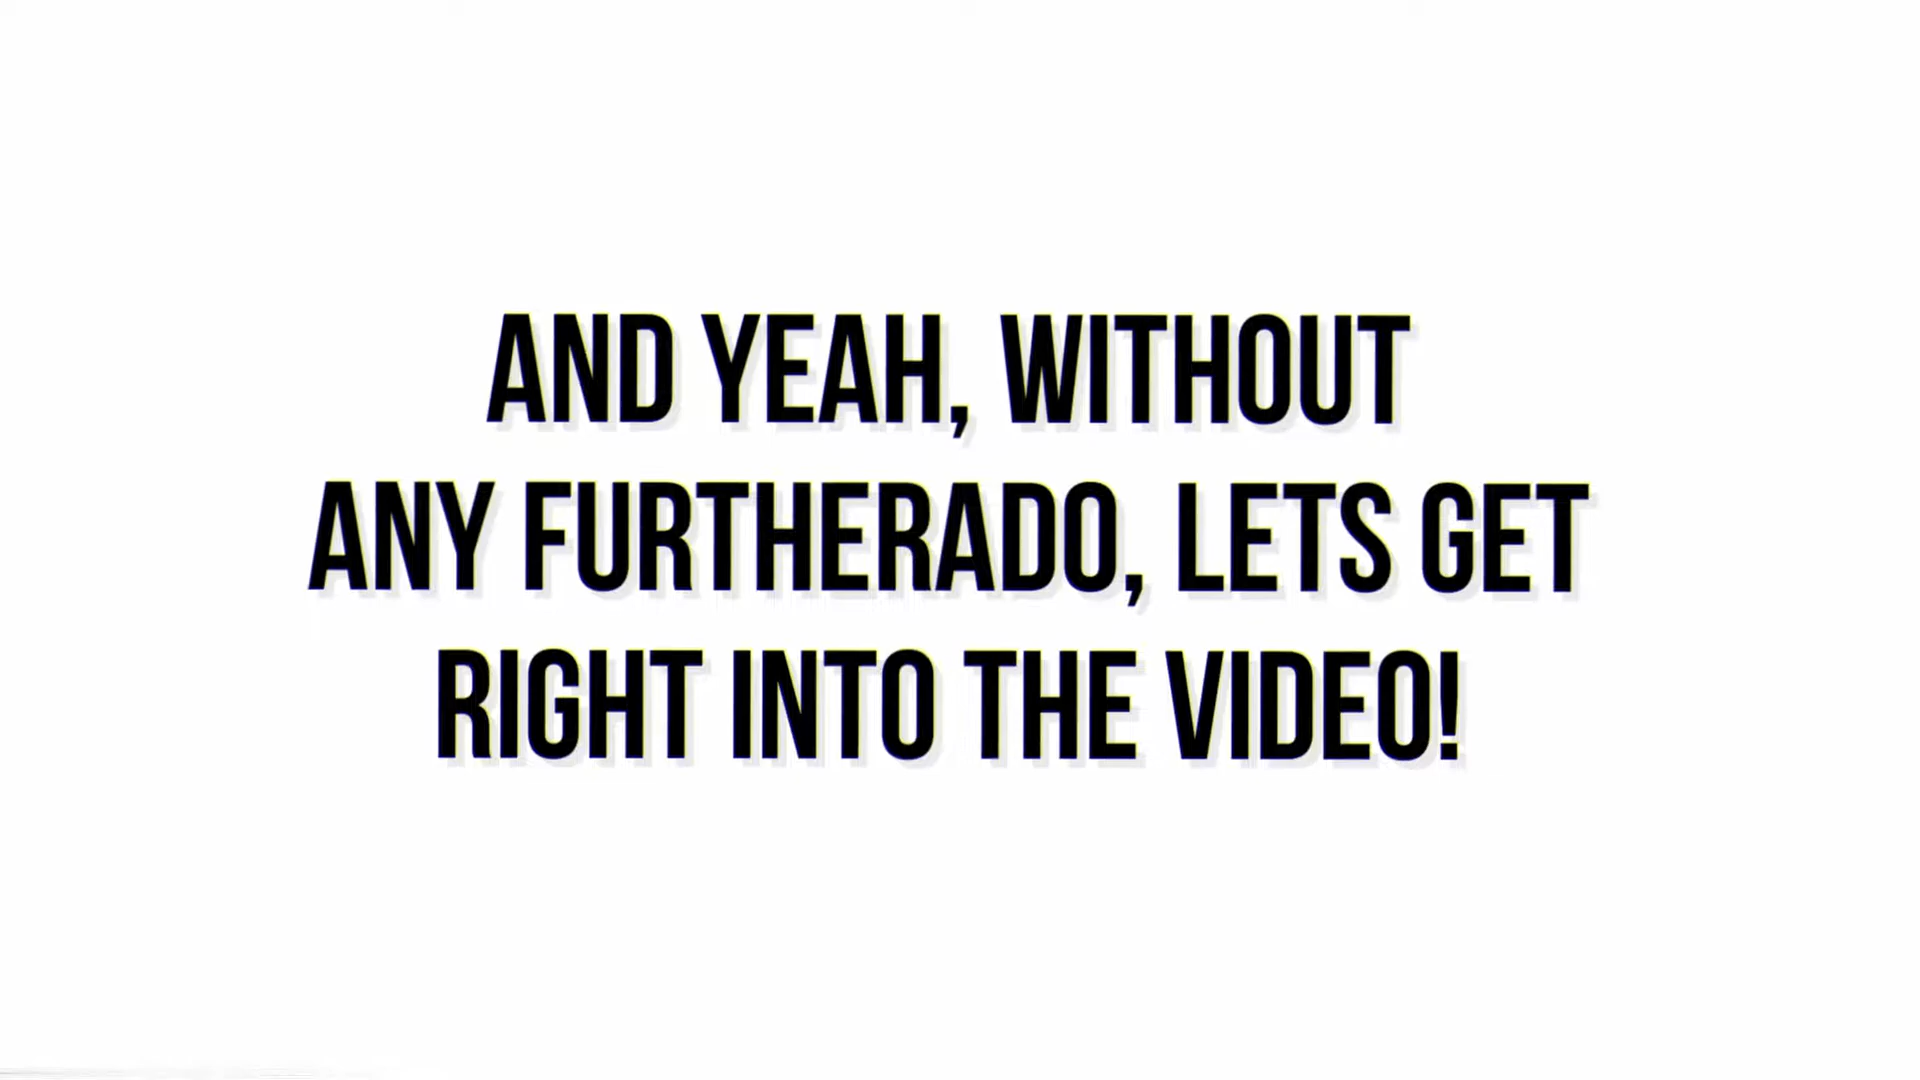 AND YEAH, WITHOUT
ANY FURTHERADO, LETS GET
RIGHT INTO THE VIDEO!